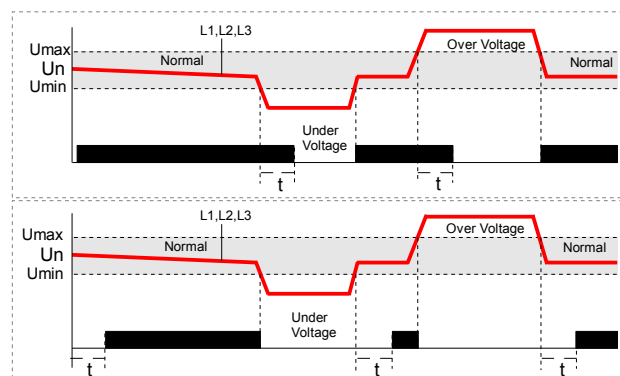 L1,L2,L3
Umax
Normal
Over Voltage
Un
Normal
Umin
Under
Voltage
t
t
L1,L2,L3
Umax
Normal
Over Voltage
Un
Normal
Umin
Under
Voltage
t
t
t